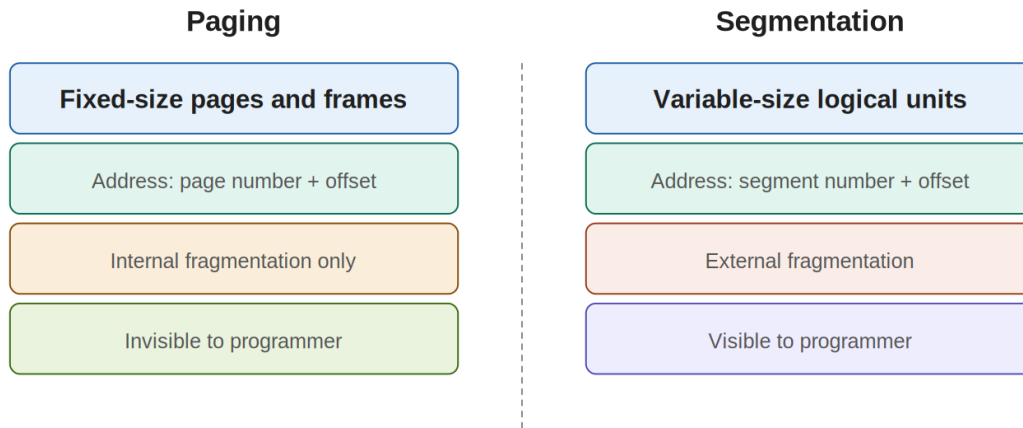 Paging
Fixed-size pages and frames
Address: page number + offset
Internal fragmentation only
Invisible to programmer
Segmentation
Variable-size logical units
Address: segment number + offset
External fragmentation
Visible to programmer